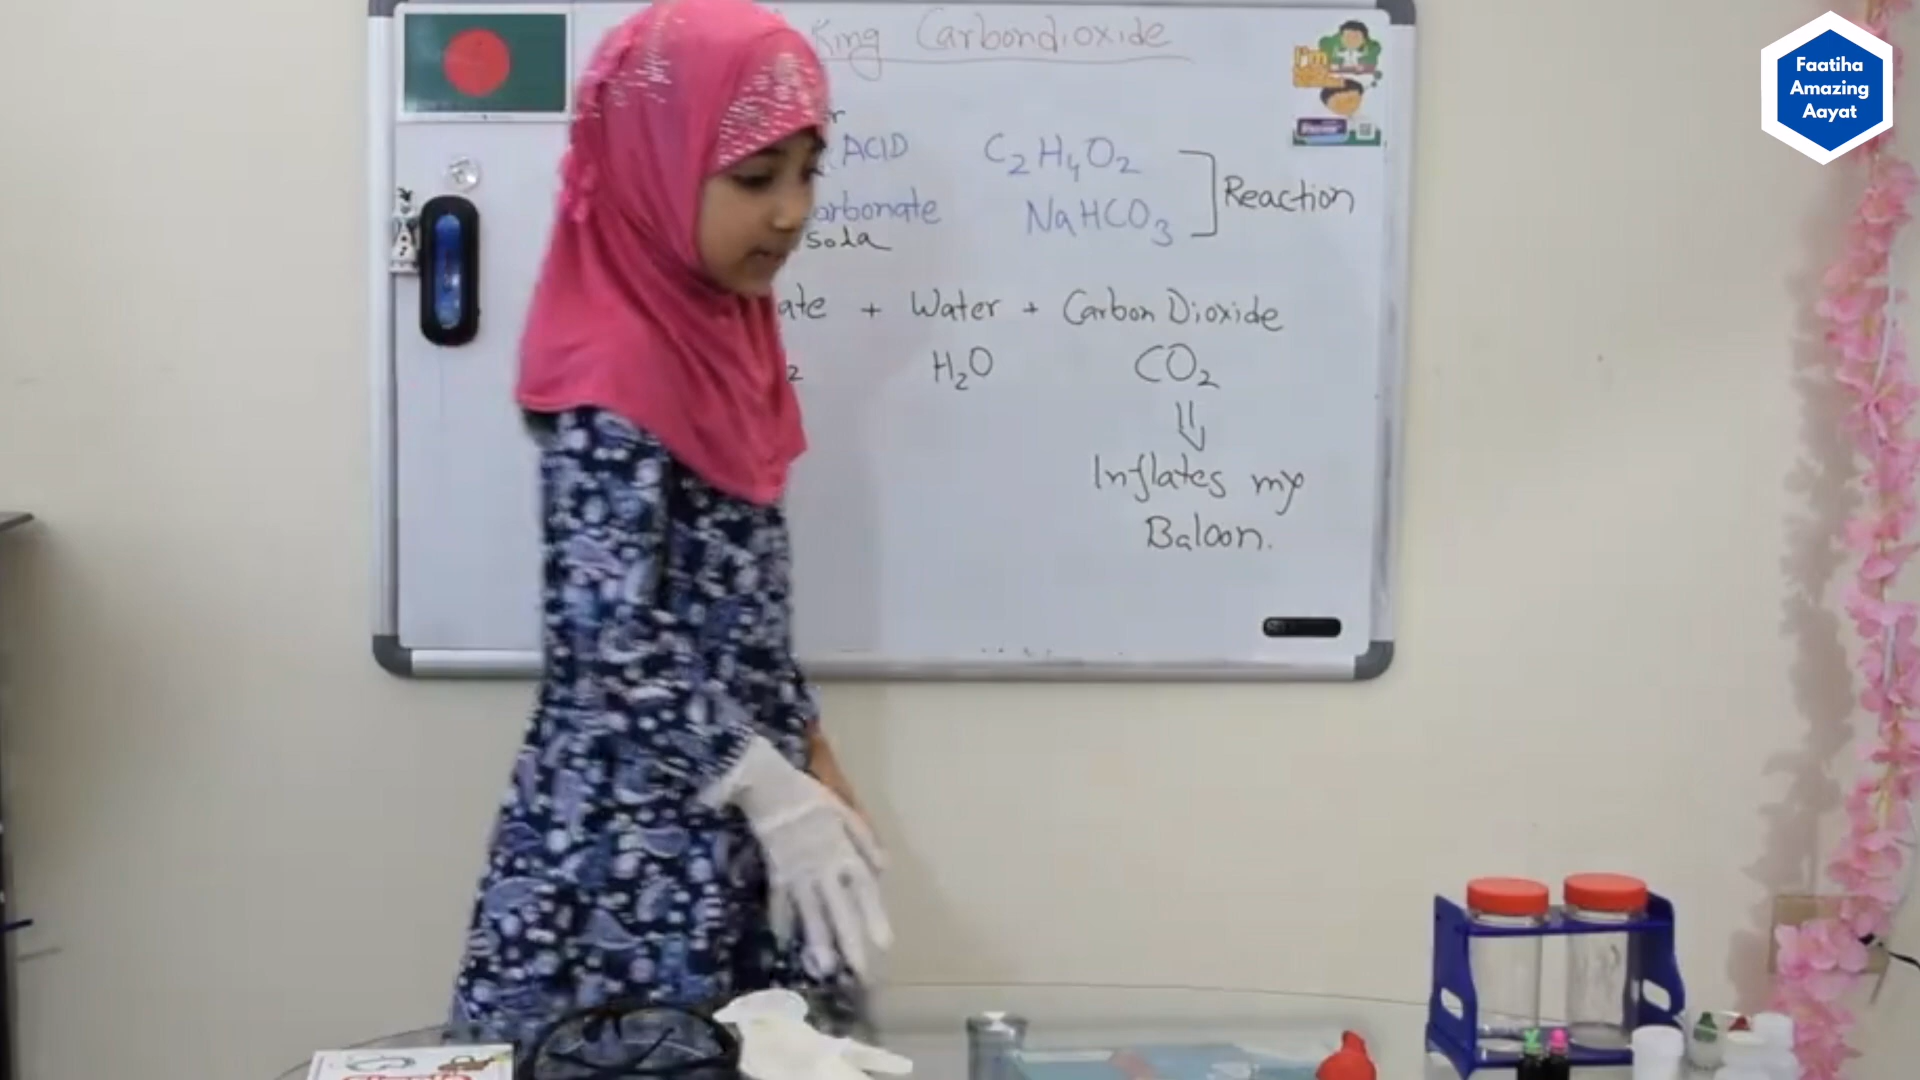 King Carbondioxide
Faatiha
Amazing
Aayat
I'm
ACID C₂H₄O₂
Reaction
arbonate NaHCO₃
soda
ate + Water + Carbon Dioxide
₂ H₂O CO₂
Inflates my
Baloon.